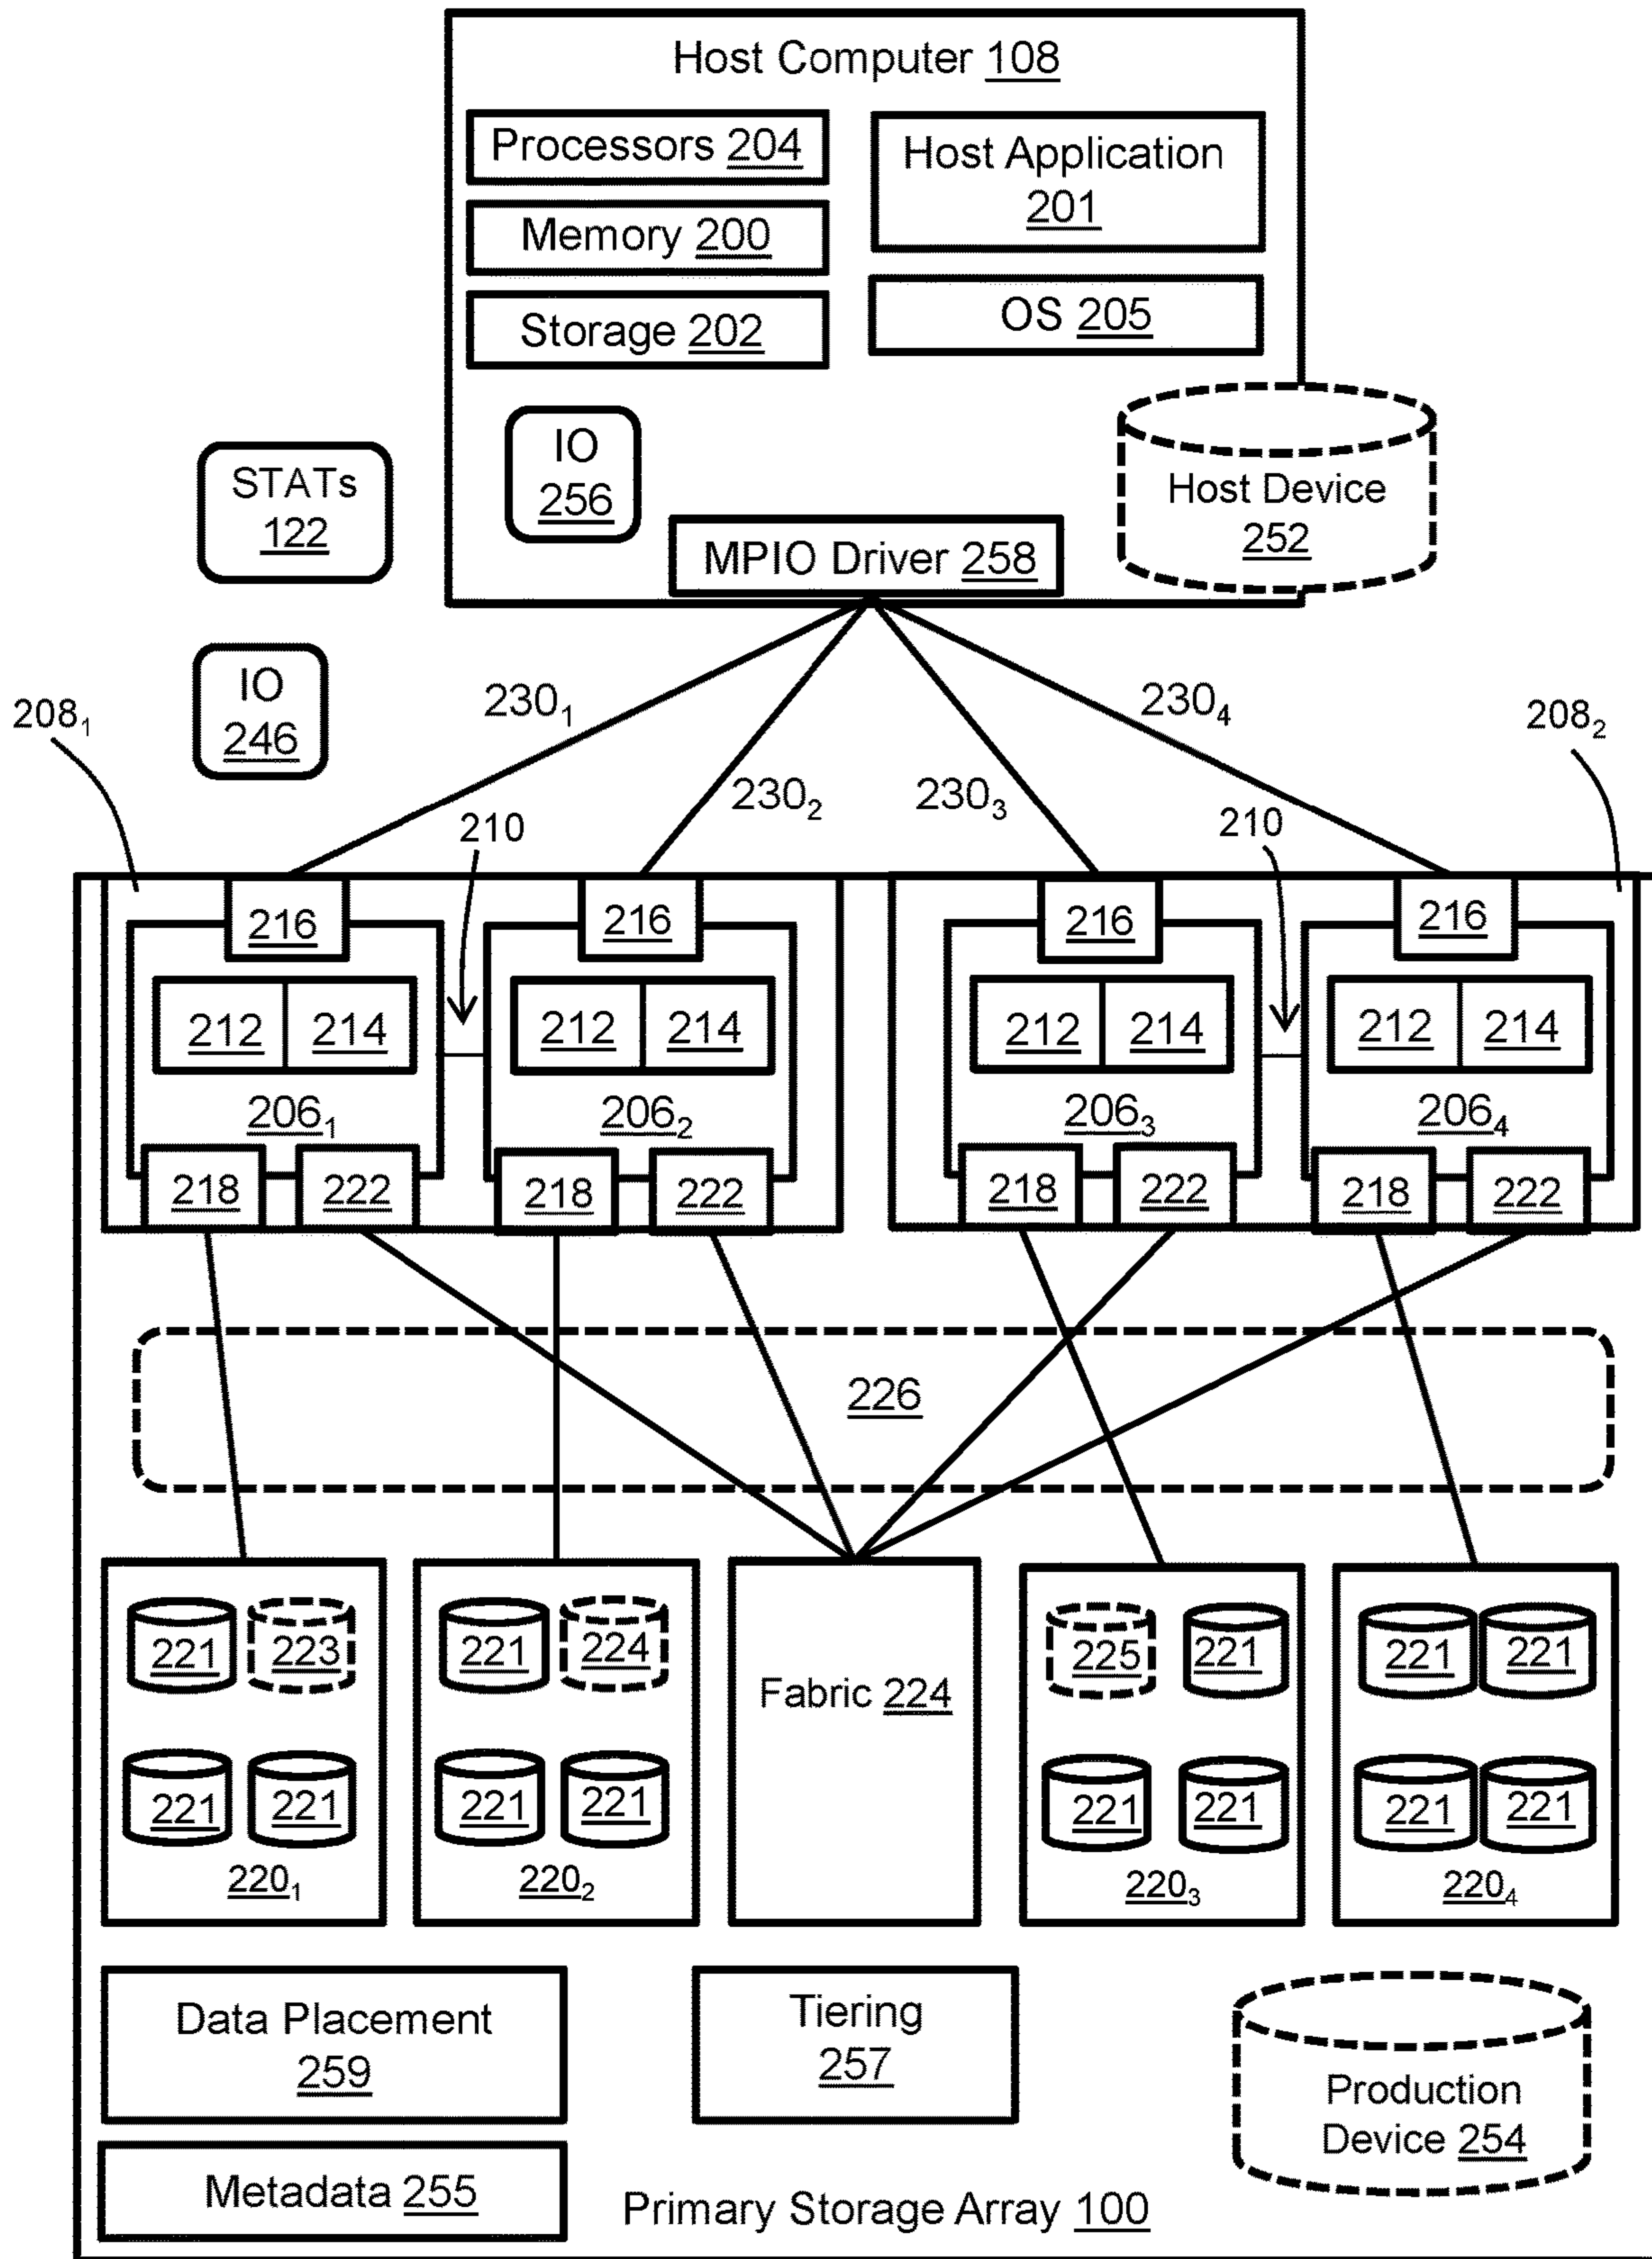 Host Computer 108
Processors 204
Host Application
201
Memory 200
Storage 202
OS 205
IO
256
STATs
122
Host Device
252
MPIO Driver 258
IO
246
208₁
230₁
230₄
208₂
230₂
230₃
210
210
216
216
216
216
212 214
212 214
212 214
212 214
206₁
206₂
206₃
206₄
218 222
218 222
218 222
218 222
226
221 223
221 224
Fabric 224
225 221
221 221
221 221
221 221
221 221
221 221
220₁
220₂
220₃
220₄
Data Placement
259
Tiering
257
Production
Device 254
Metadata 255
Primary Storage Array 100